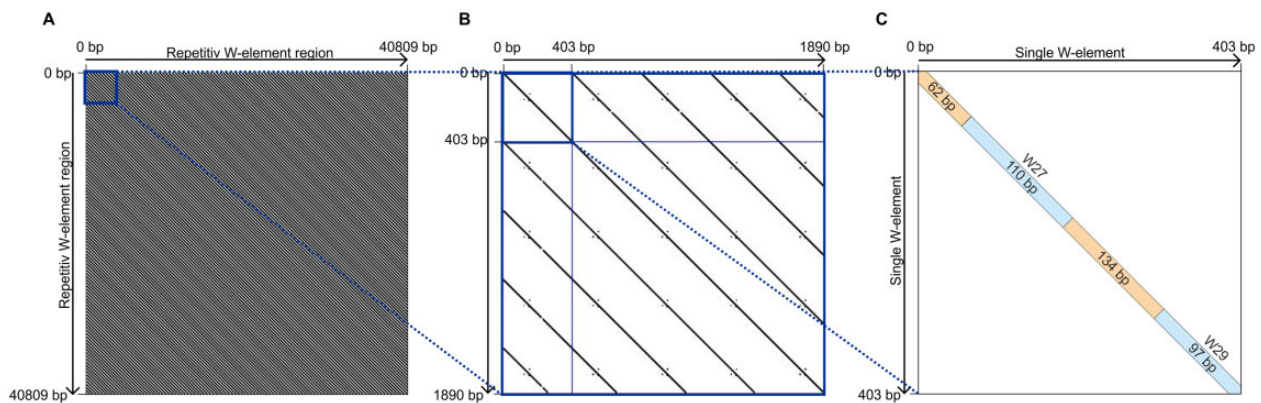 A
0 bp
40809 bp
Repetitiv W-element region
0 bp
Repetitiv W-element region
40809 bp
B
0 bp
403 bp
1890 bp
0 bp
403 bp
1890 bp
C
0 bp
403 bp
Single W-element
0 bp
Single W-element
403 bp
62 bp
W27
110 bp
134 bp
W29
97 bp